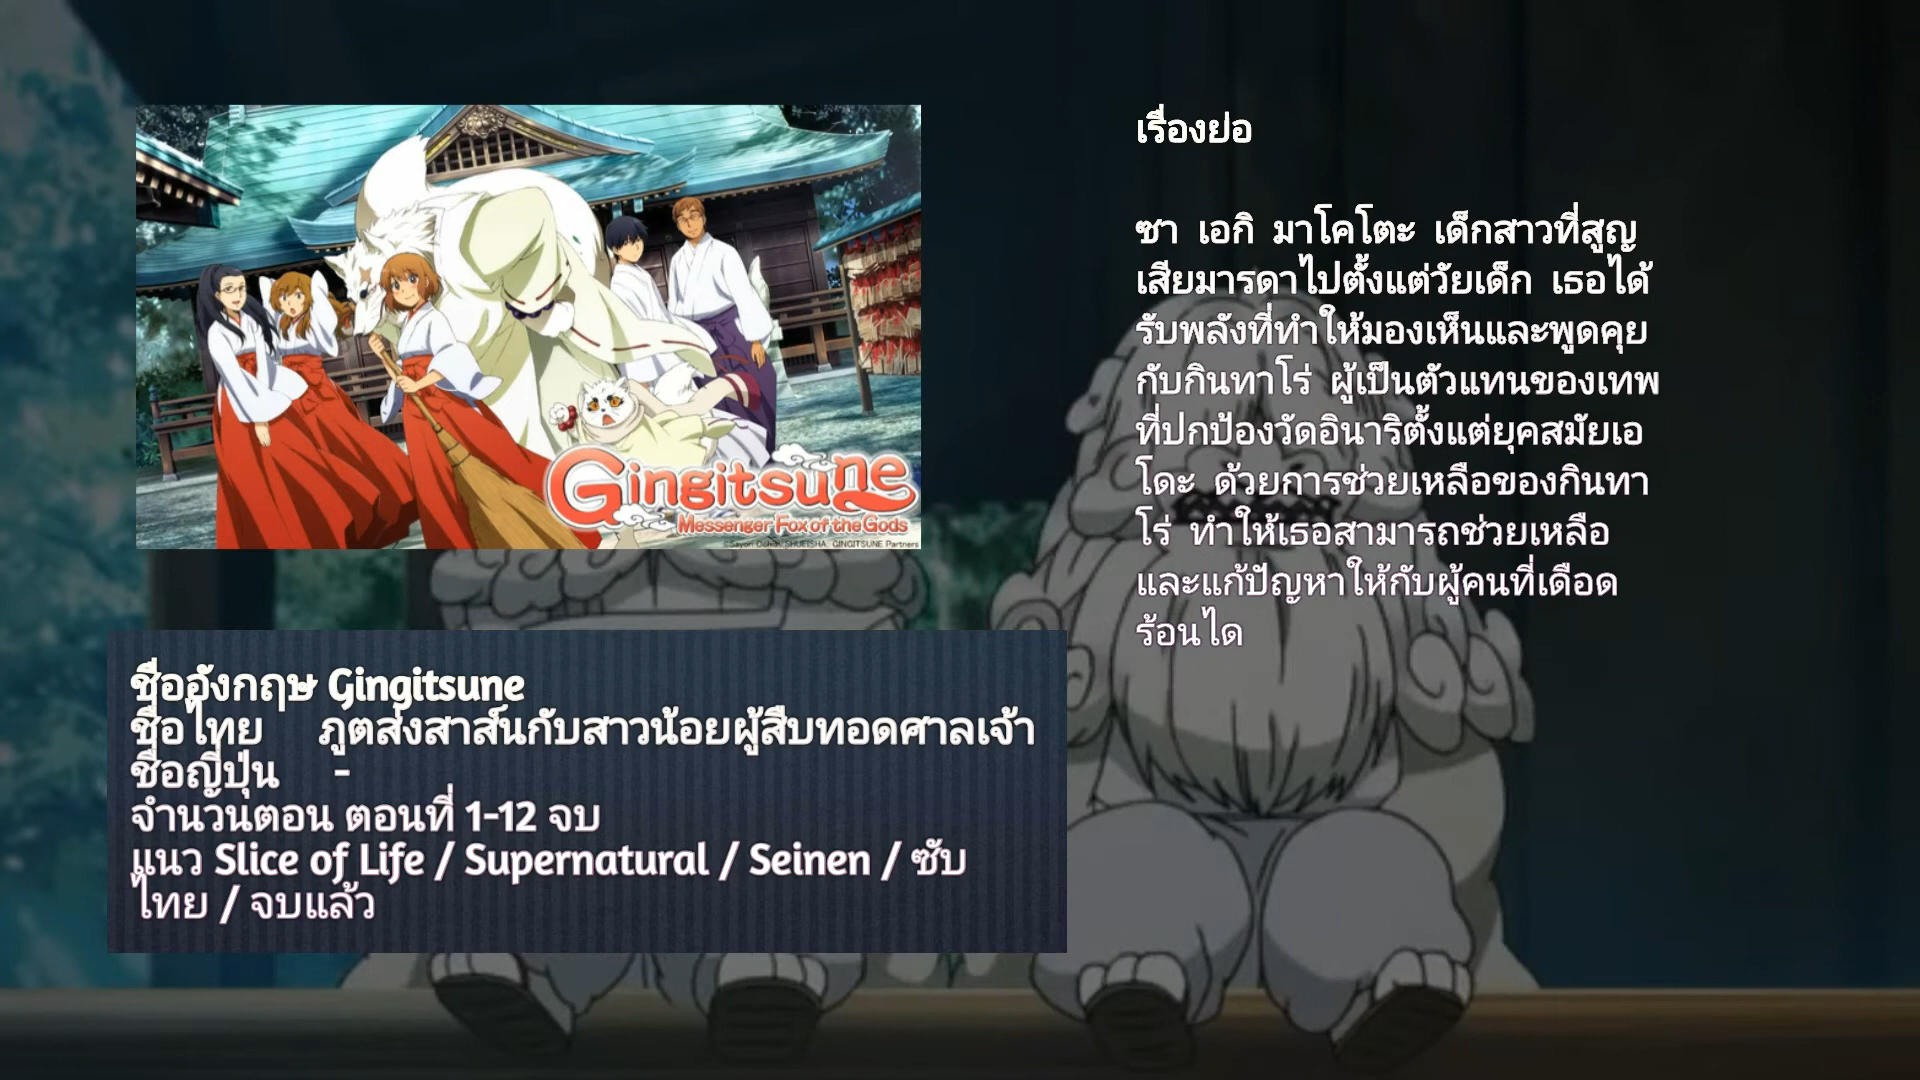 Gingitsune
Messenger Fox of the Gods
©Sayori Ochiai, SHUEISHA, GINGITSUNE Partners
ชื่ออังกฤษ Gingitsune
ชื่อไทย ภูตส่งสาส์นกับสาวน้อยผู้สืบทอดศาลเจ้า
ชื่อญี่ปุ่น -
จำนวนตอน ตอนที่ 1-12 จบ
แนว Slice of Life / Supernatural / Seinen / ซับ
ไทย / จบแล้ว
เรื่องย่อ
ซา เอกิ มาโคโตะ เด็กสาวที่สูญ
เสียมารดาไปตั้งแต่วัยเด็ก เธอได้
รับพลังที่ทำให้มองเห็นและพูดคุย
กับกินทาโร่ ผู้เป็นตัวแทนของเทพ
ที่ปกป้องวัดอินาริตั้งแต่ยุคสมัยเอ
โดะ ด้วยการช่วยเหลือของกินทา
โร่ ทำให้เธอสามารถช่วยเหลือ
และแก้ปัญหาให้กับผู้คนที่เดือด
ร้อนได